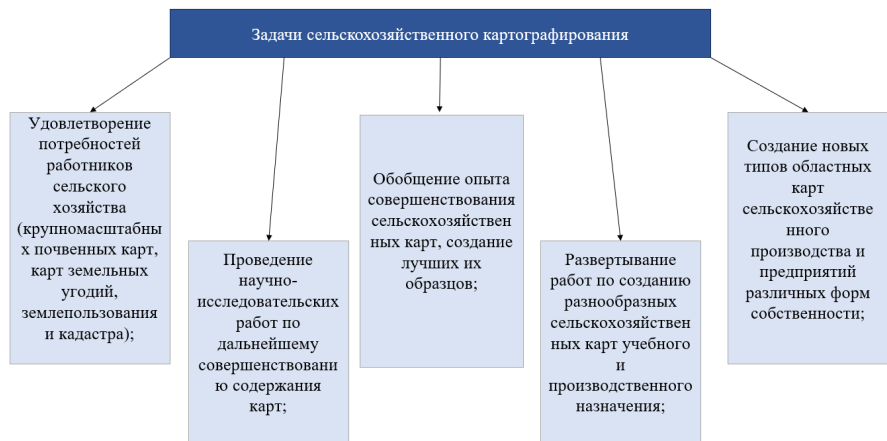 Задачи сельскохозяйственного картографирования
Удовлетворение
потребностей
работников
сельского
хозяйства
(крупномасштабны
х почвенных карт,
карт земельных
угодий,
землепользования
и кадастра);
Проведение
научно-
исследовательских
работ по
дальнейшему
совершенствовани
ю содержания
карт;
Обобщение опыта
совершенствования
сельскохозяйствен
ных карт, создание
лучших их
образцов;
Развертывание
работ по созданию
разнообразных
сельскохозяйствен
ных карт учебного
и
производственного
назначения;
Создание новых
типов областных
карт
сельскохозяйстве
нного
производства и
предприятий
различных форм
собственности;